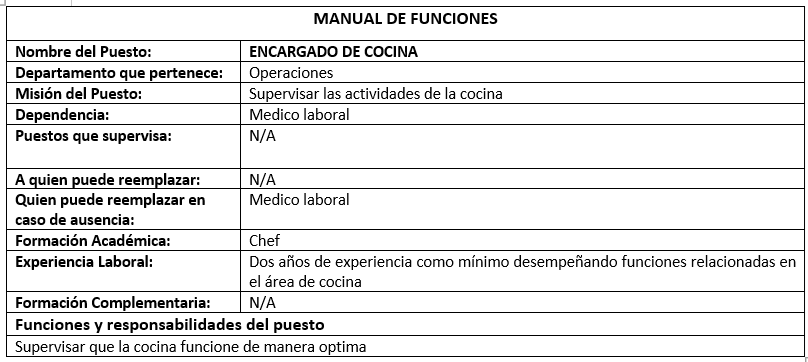 MANUAL DE FUNCIONES
Nombre del Puesto: ENCARGADO DE COCINA
Departamento que pertenece: Operaciones
Misión del Puesto: Supervisar las actividades de la cocina
Dependencia: Medico laboral
Puestos que supervisa: N/A
A quien puede reemplazar: N/A
Quien puede reemplazar en Medico laboral
caso de ausencia:
Formación Académica: Chef
Experiencia Laboral: Dos años de experiencia como mínimo desempeñando funciones relacionadas en
el área de cocina
Formación Complementaria: N/A
Funciones y responsabilidades del puesto
Supervisar que la cocina funcione de manera optima